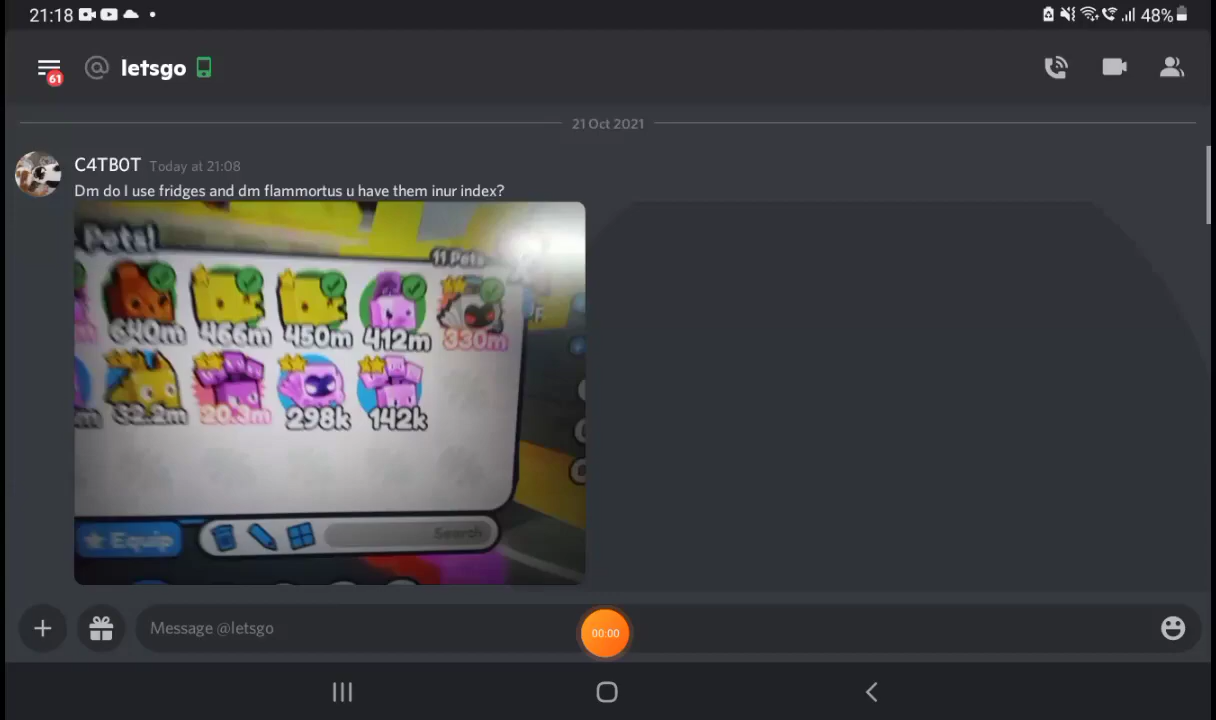 21:18
48%
61
@ letsgo
21 Oct 2021
C4TB0T Today at 21:08
Dm do I use fridges and dm flammortus u have them inur index?
Pets!
11 Pets
640m 466m 450m 412m 330m
32.2m 20.3m 298k 142k
Equip
Search
Message @letsgo
00:00